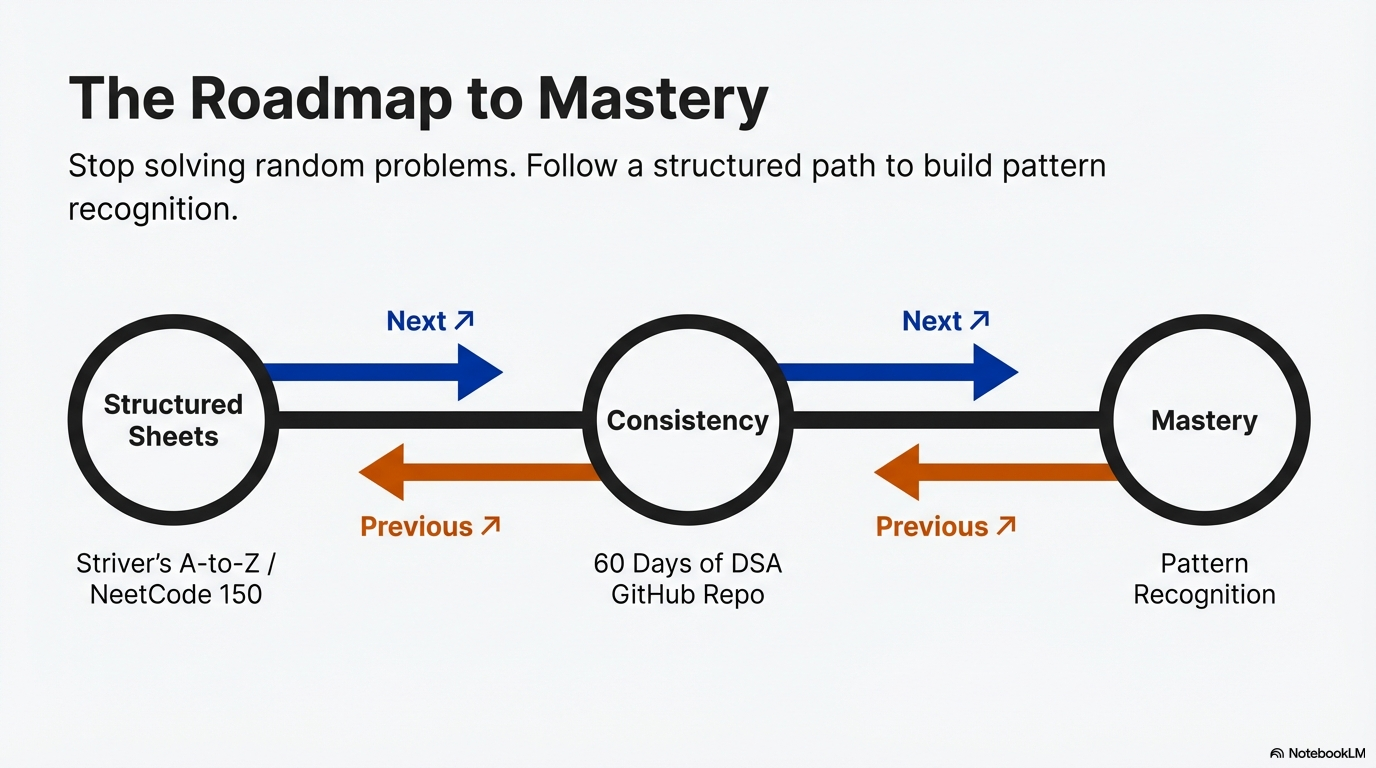 The Roadmap to Mastery
Stop solving random problems. Follow a structured path to build pattern
recognition.
Next ↗
Next ↗
Structured
Sheets
Consistency
Mastery
Previous ↗
Previous ↗
Striver’s A-to-Z /
NeetCode 150
60 Days of DSA
GitHub Repo
Pattern
Recognition
NotebookLM